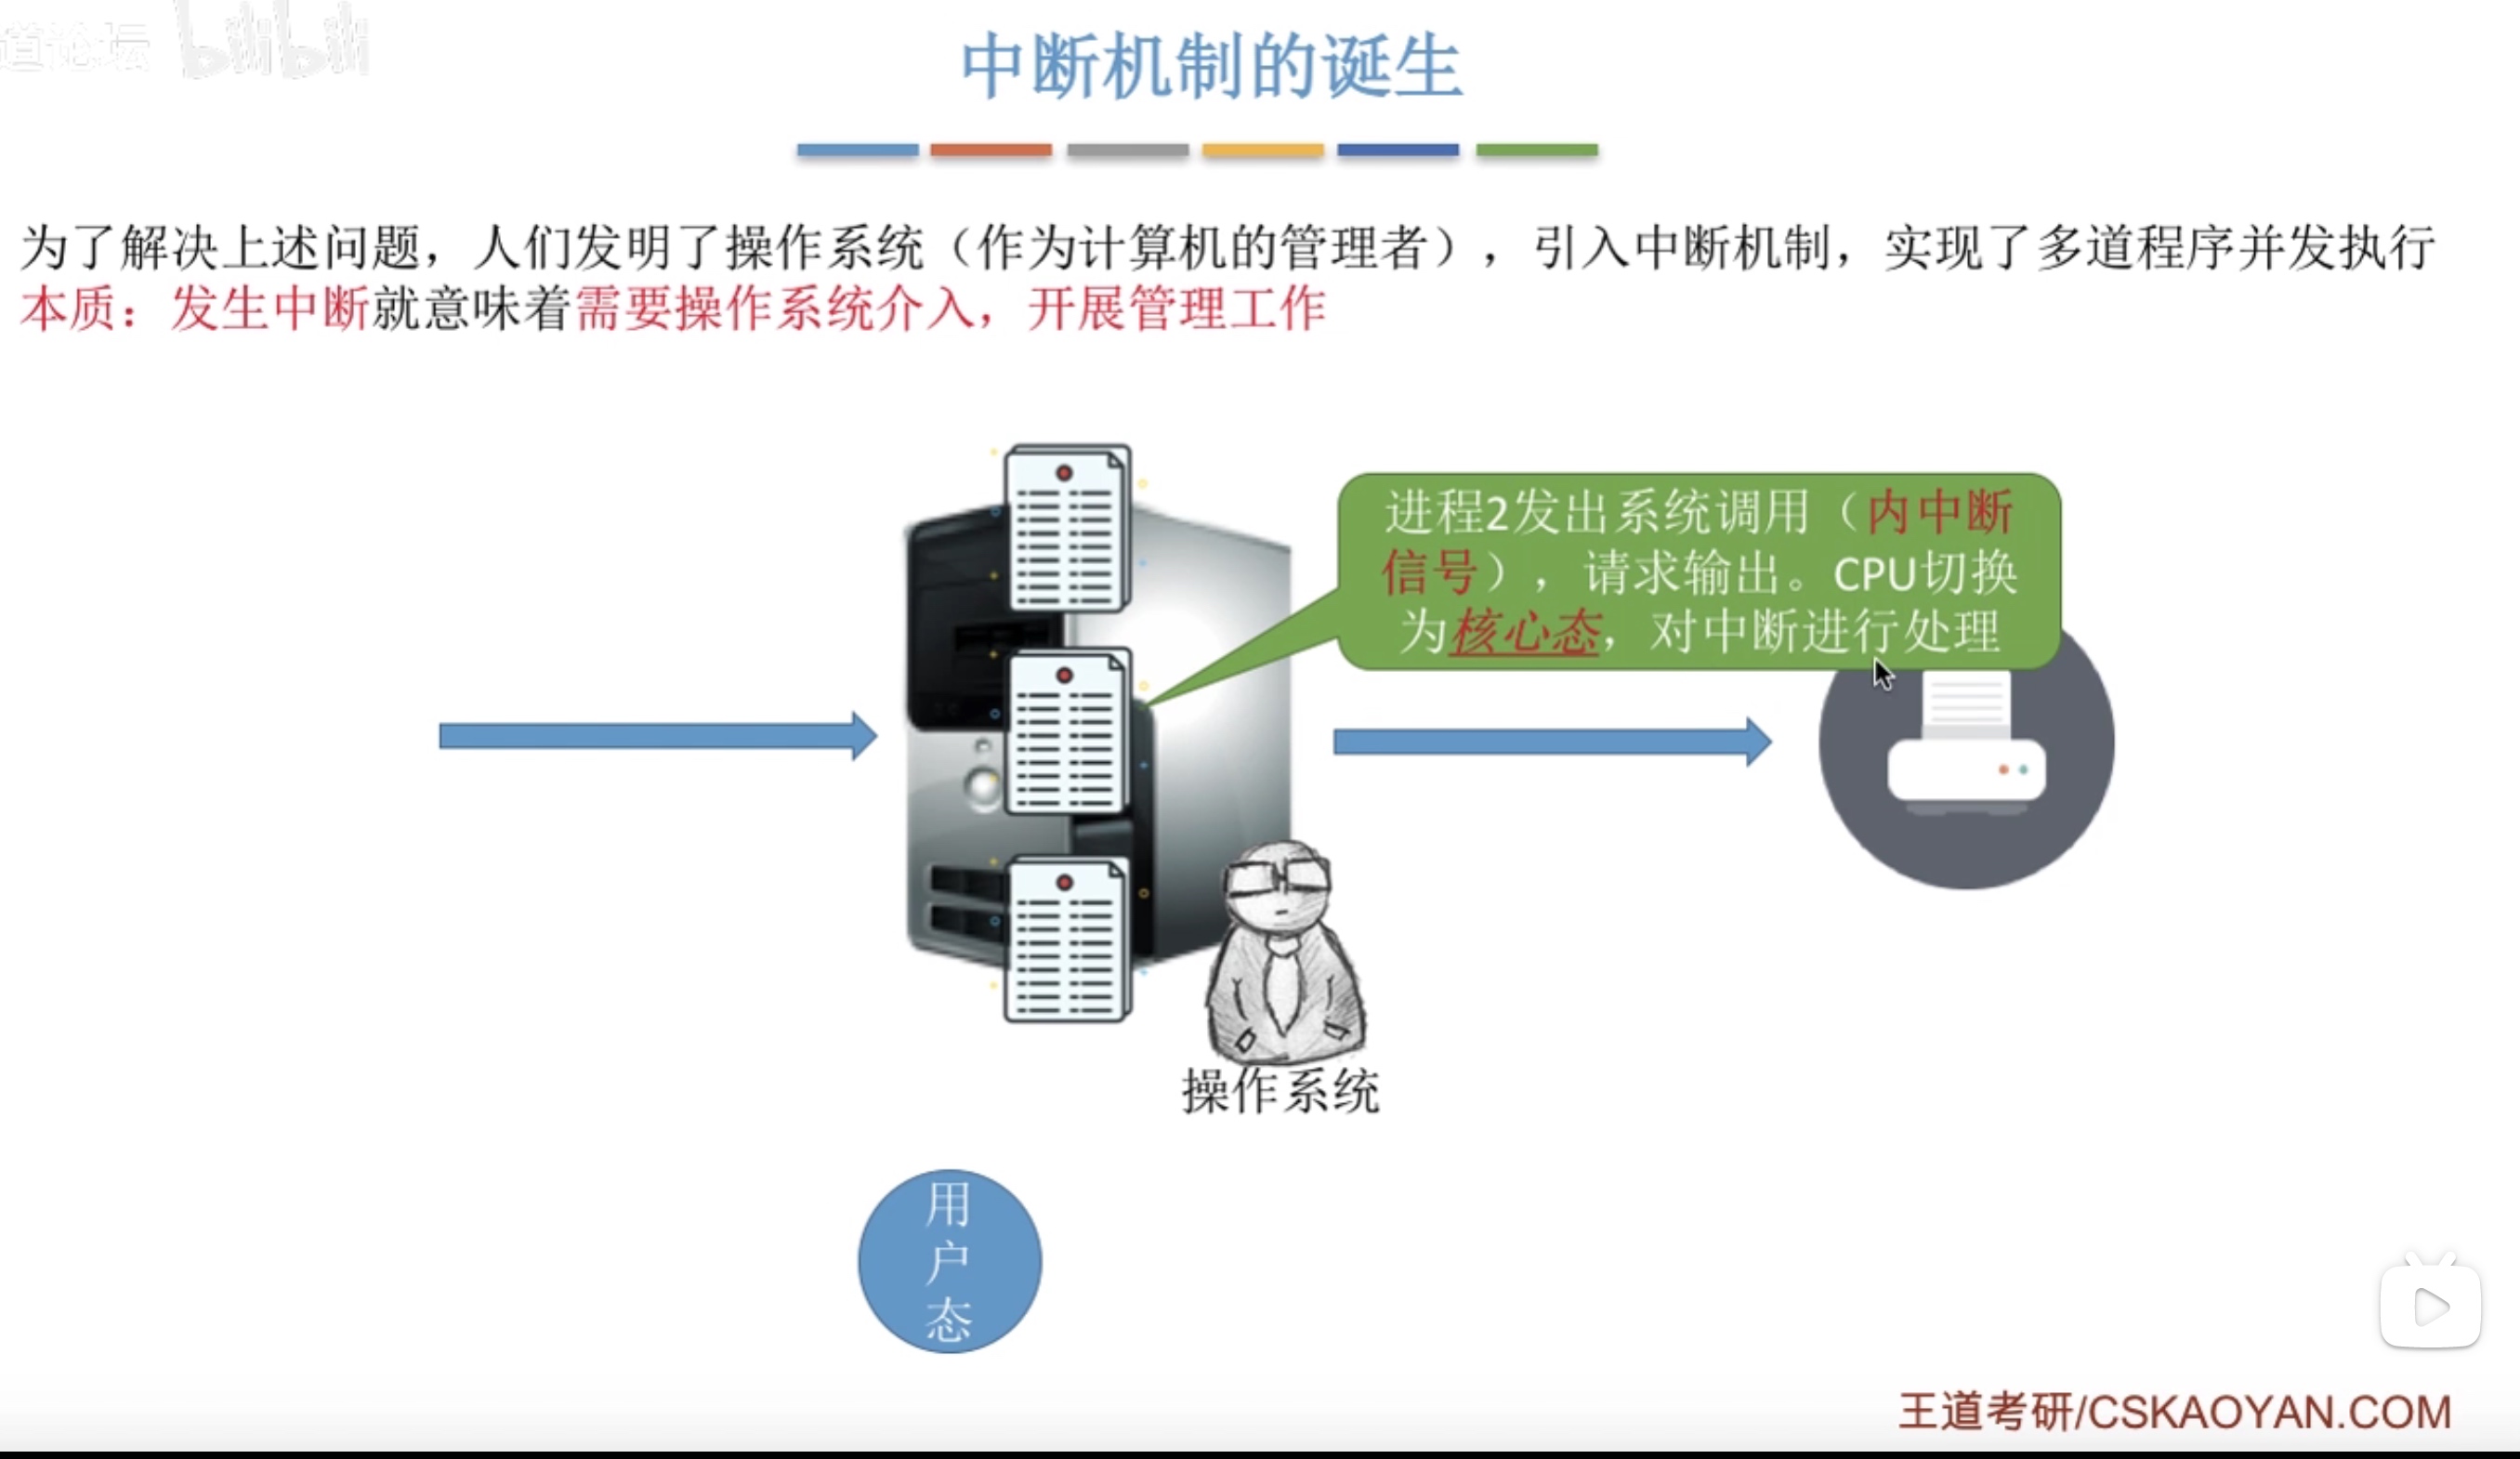 道论坛 bilibili
中断机制的诞生
为了解决上述问题，人们发明了操作系统（作为计算机的管理者），引入中断机制，实现了多道程序并发执行
本质：发生中断就意味着需要操作系统介入，开展管理工作
进程2发出系统调用（内中断
信号），请求输出。CPU切换
为核心态，对中断进行处理
操作系统
用
户
态
王道考研/CSKAOYAN.COM